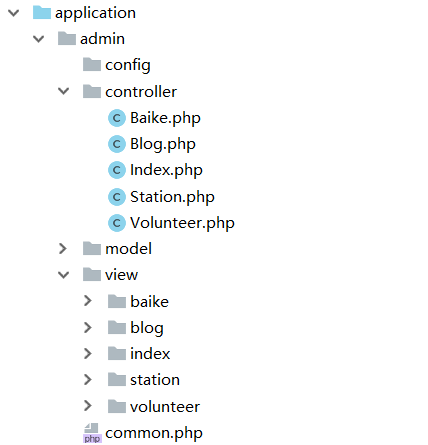 application
admin
config
controller
C Baike.php
C Blog.php
C Index.php
C Station.php
C Volunteer.php
model
view
baike
blog
index
station
volunteer
php common.php